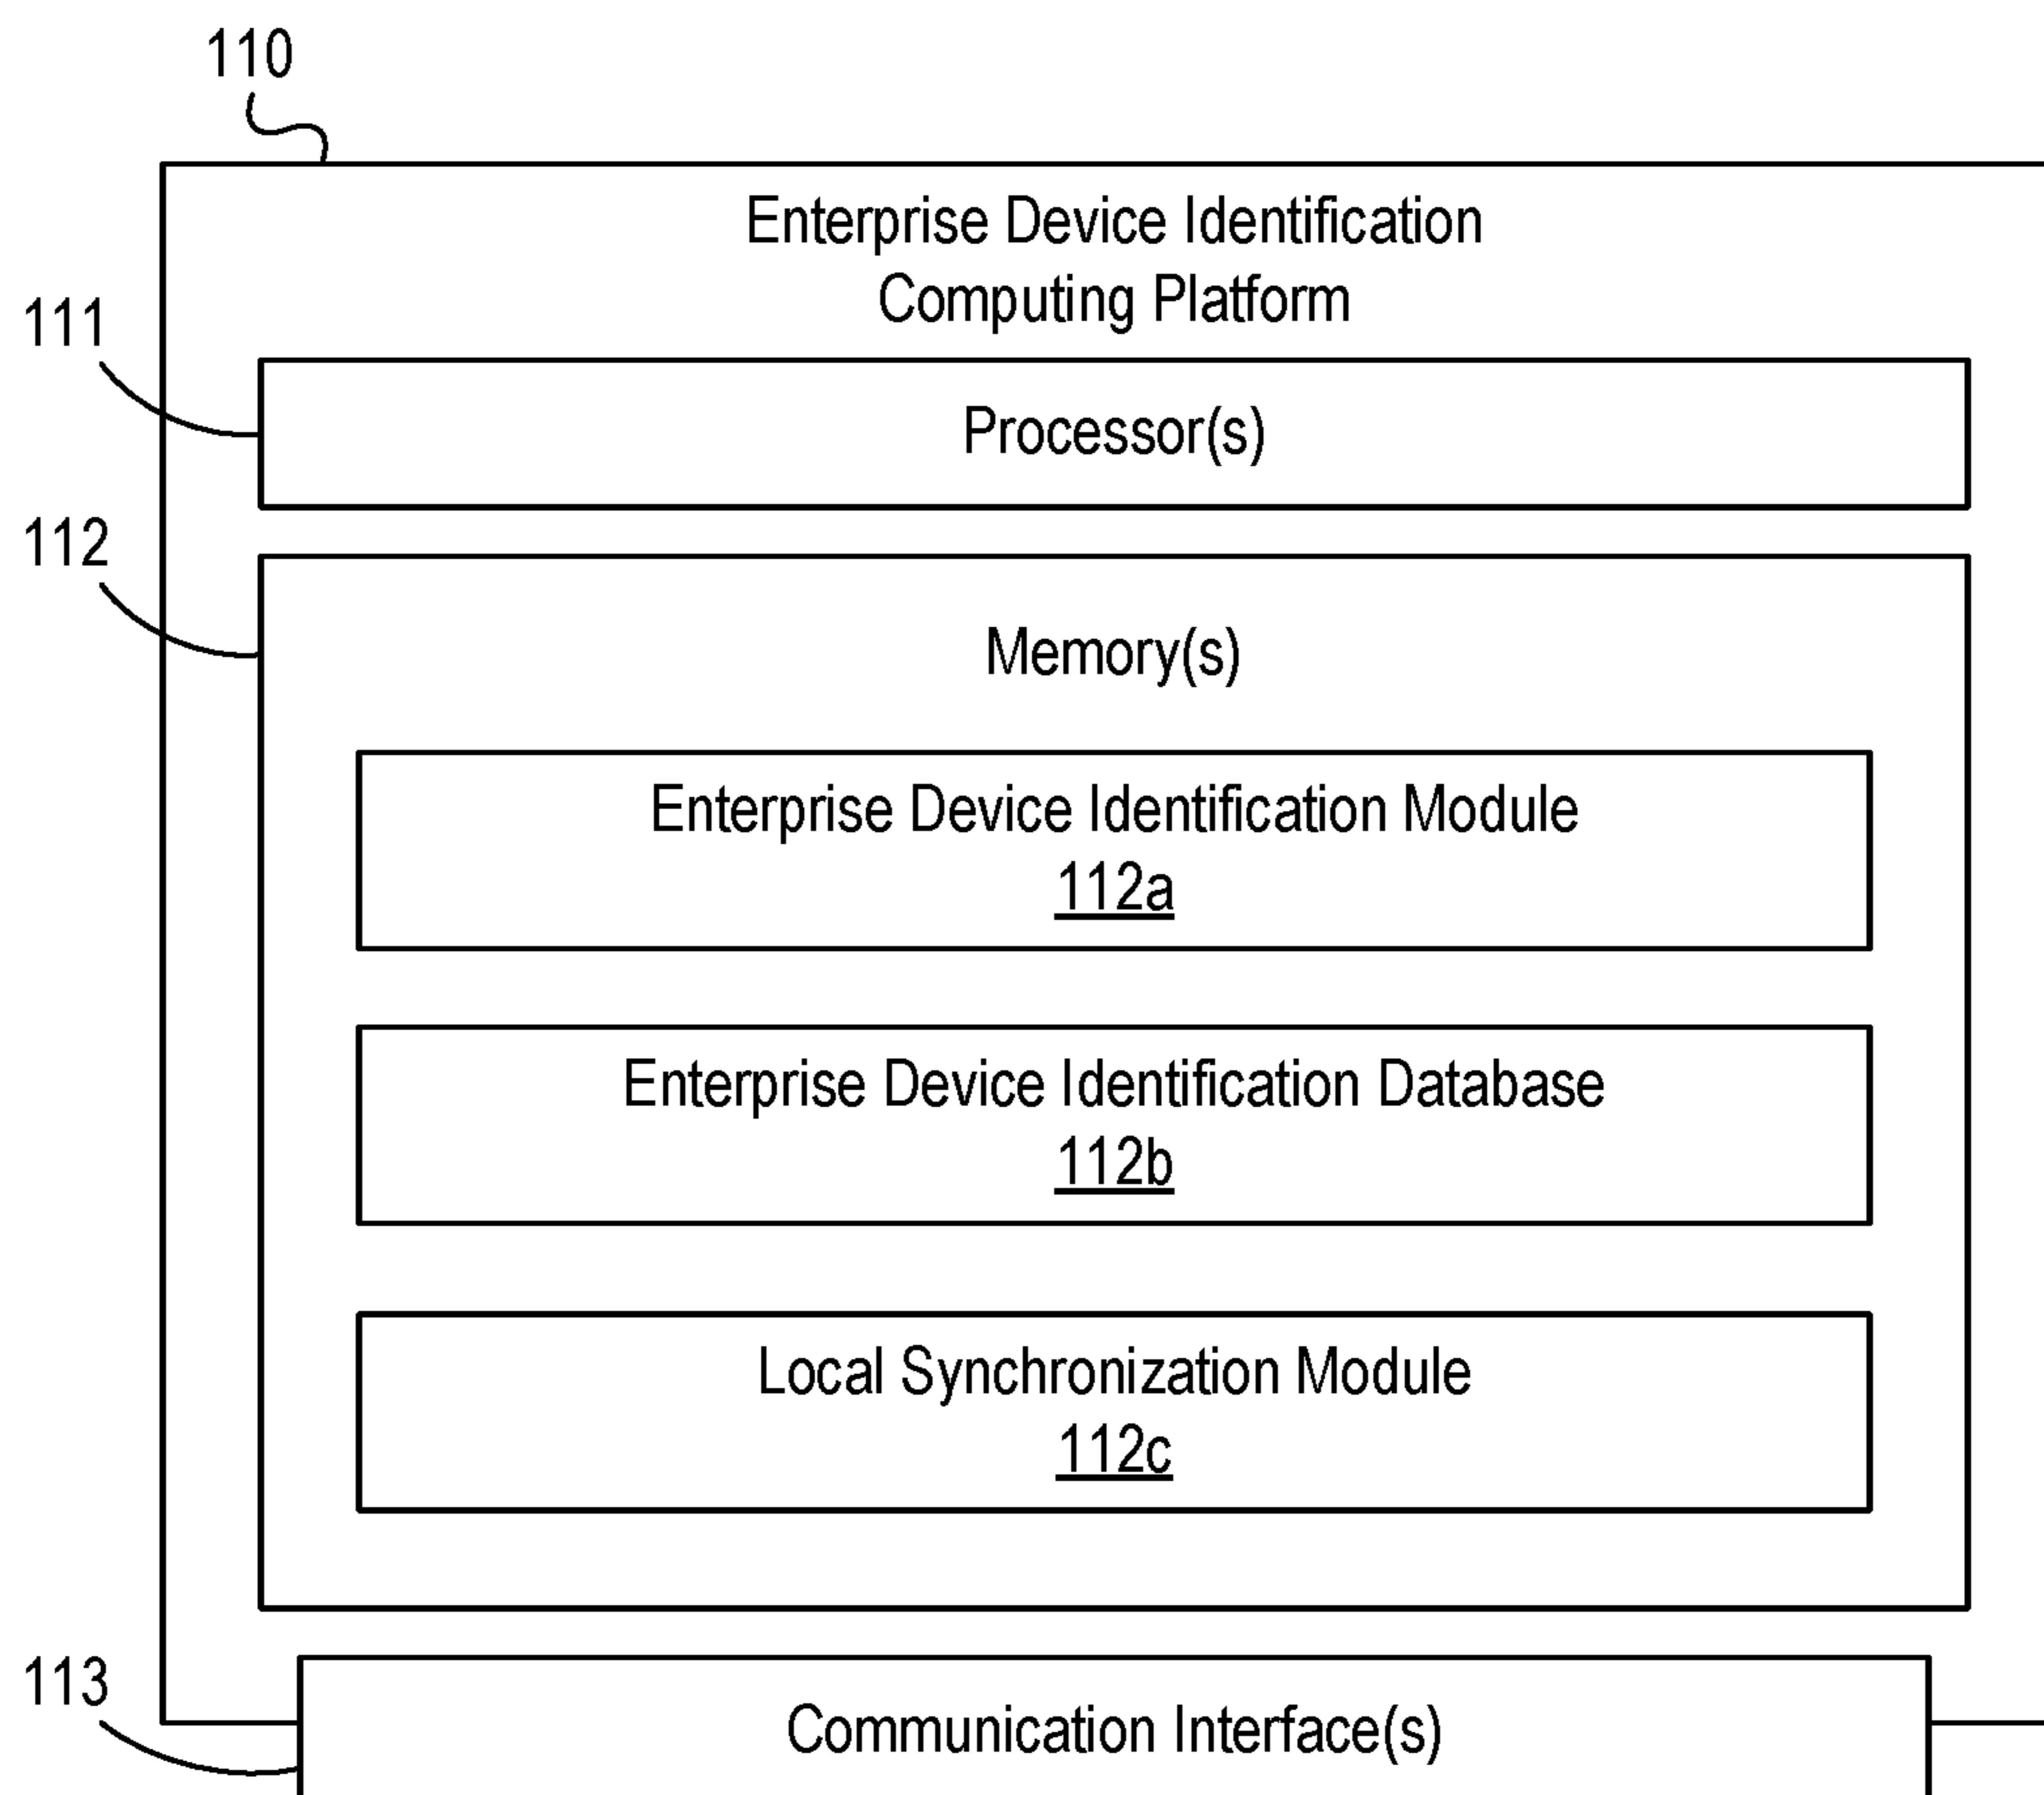 110
Enterprise Device Identification
Computing Platform
111
Processor(s)
112
Memory(s)
Enterprise Device Identification Module
112a
Enterprise Device Identification Database
112b
Local Synchronization Module
112c
113
Communication Interface(s)